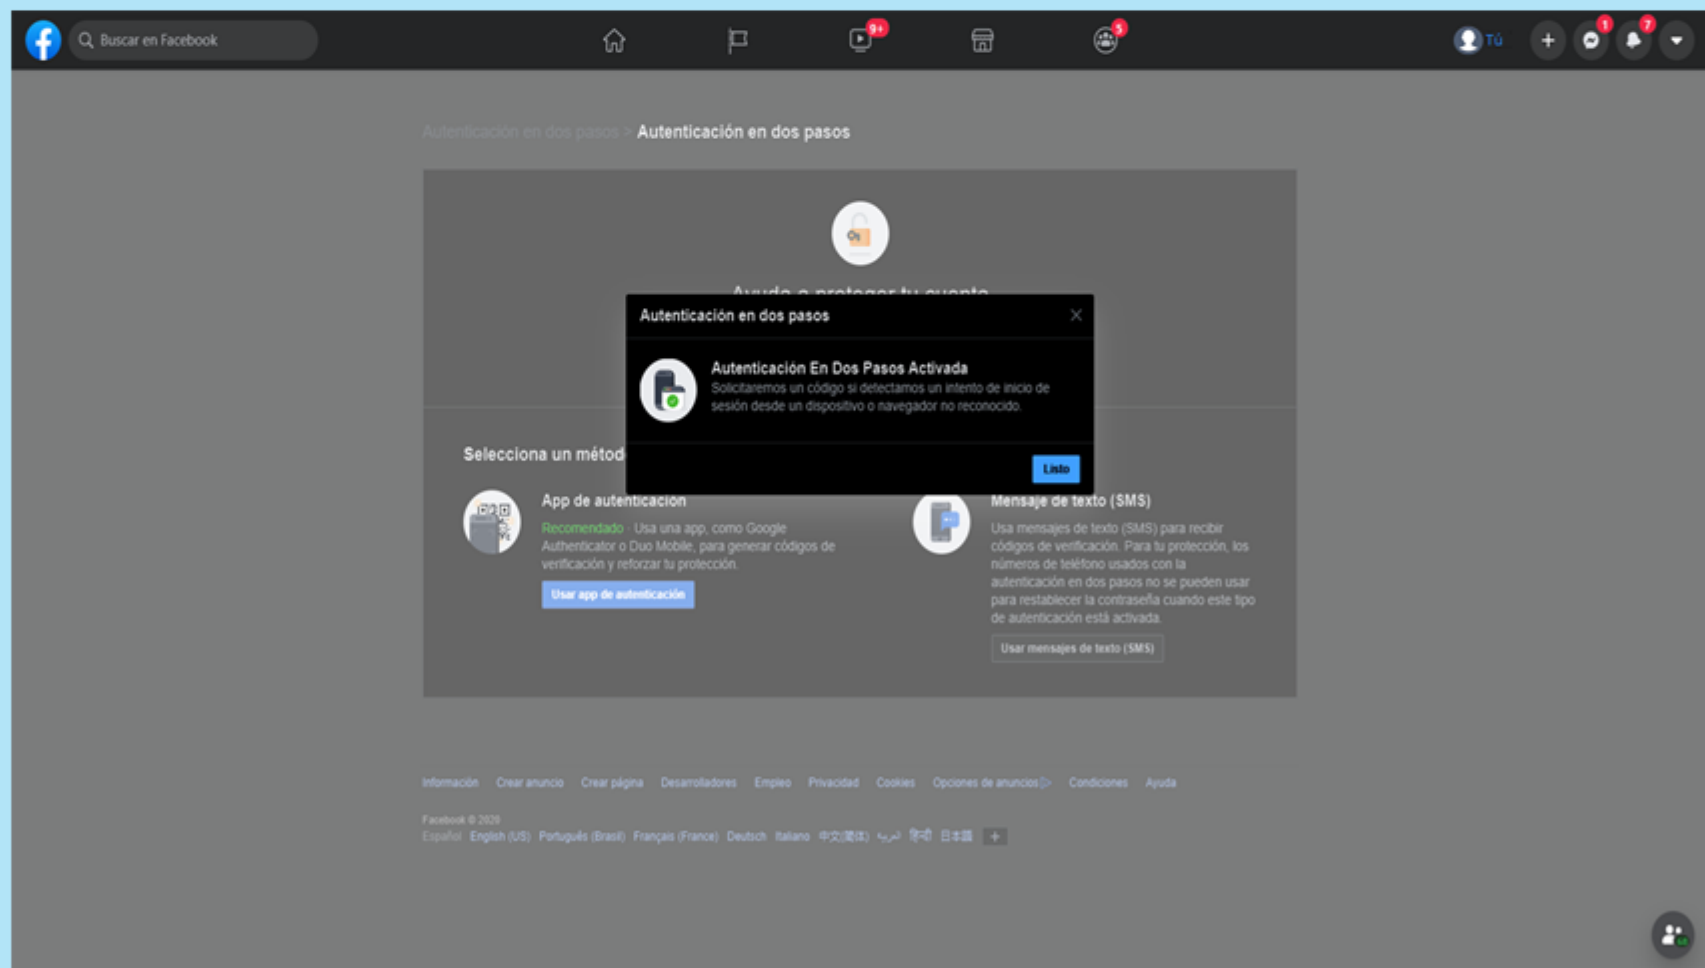 Buscar en Facebook
9+
5
Tú
1
7
Autenticación en dos pasos > Autenticación en dos pasos
Ayuda a proteger tu cuenta
Autenticación en dos pasos
Autenticación En Dos Pasos Activada
Solicitaremos un código si detectamos un intento de inicio de
sesión desde un dispositivo o navegador no reconocido.
Listo
Selecciona un métod
App de autenticación
Recomendado · Usa una app, como Google
Authenticator o Duo Mobile, para generar códigos de
verificación y reforzar tu protección.
Usar app de autenticación
Mensaje de texto (SMS)
Usa mensajes de texto (SMS) para recibir
códigos de verificación. Para tu protección, los
números de teléfono usados con la
autenticación en dos pasos no se pueden usar
para restablecer la contraseña cuando este tipo
de autenticación está activada.
Usar mensajes de texto (SMS)
Información Crear anuncio Crear página Desarrolladores Empleo Privacidad Cookies Opciones de anuncios Condiciones Ayuda
Facebook © 2020
Español English (US) Português (Brasil) Français (France) Deutsch Italiano 中文(简体) العربية हिन्दी 日本語 +